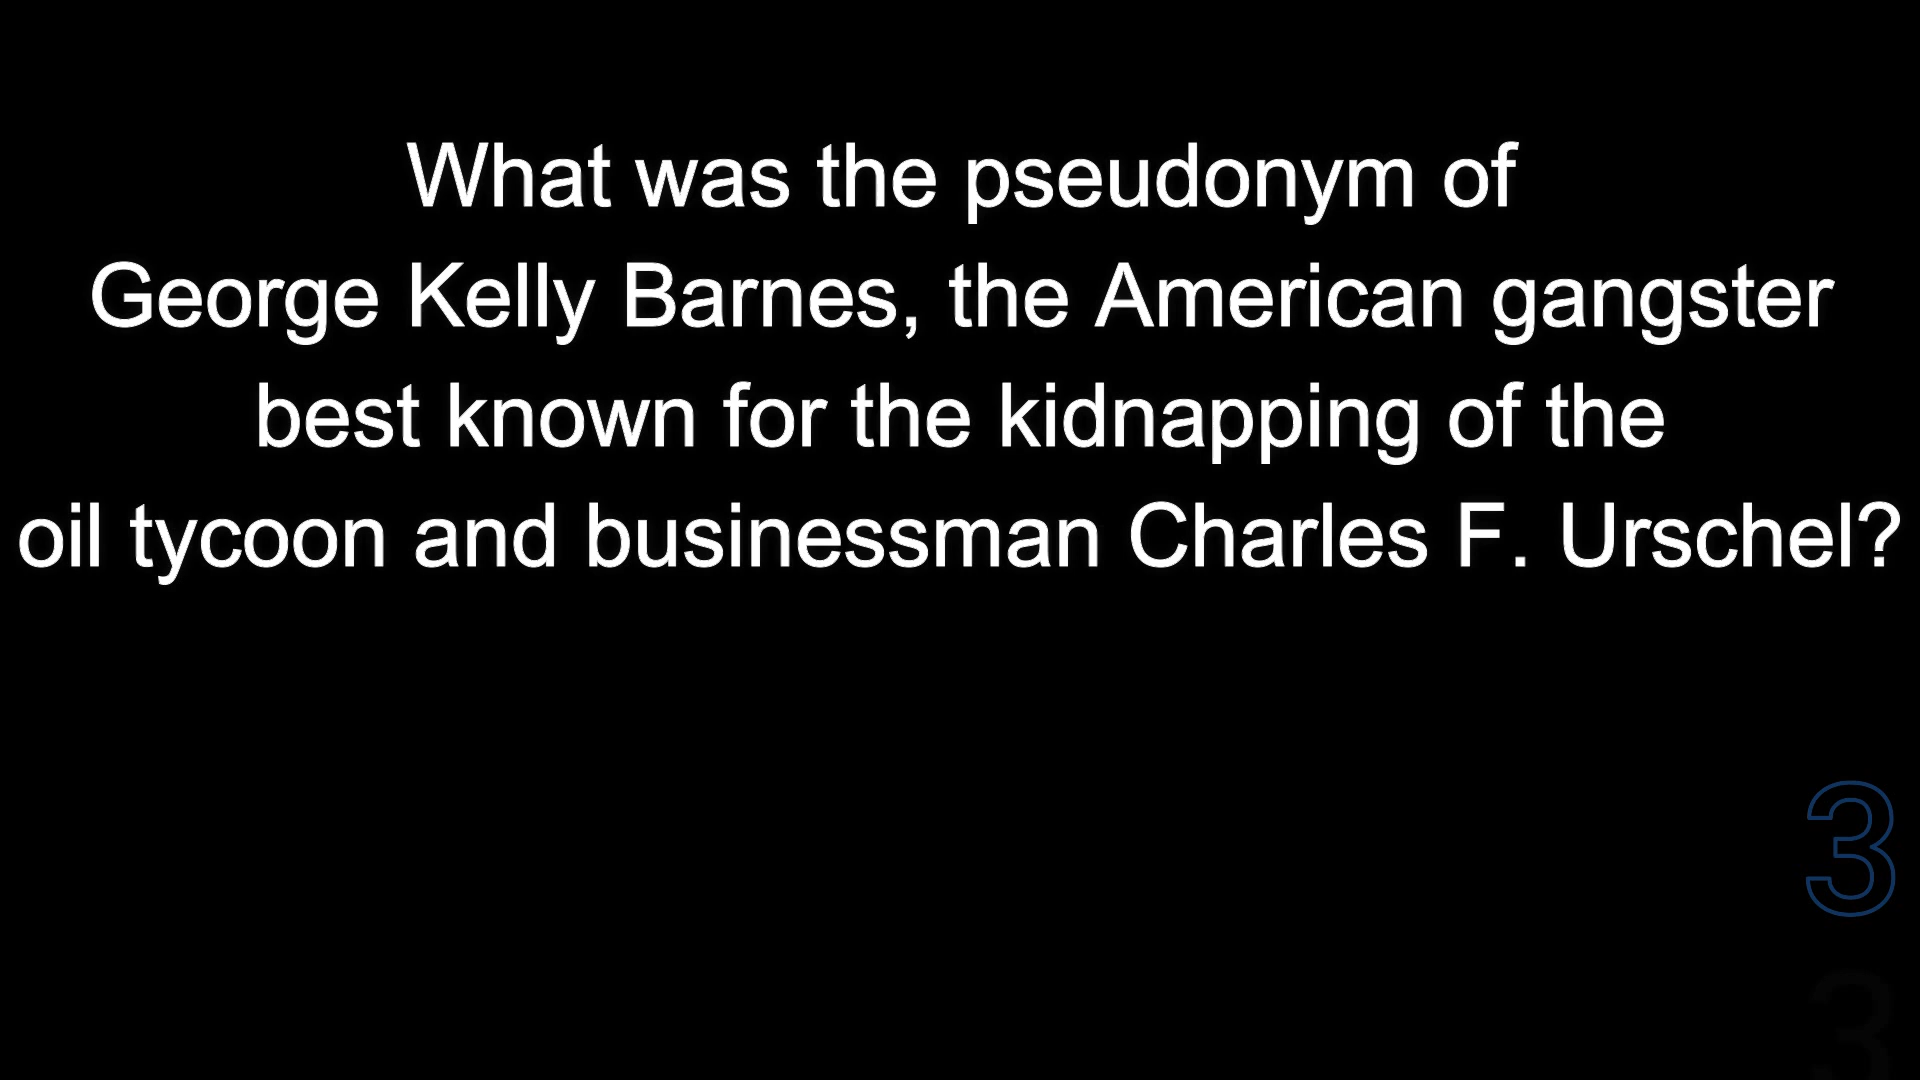 What was the pseudonym of
George Kelly Barnes, the American gangster
best known for the kidnapping of the
oil tycoon and businessman Charles F. Urschel?
3
3